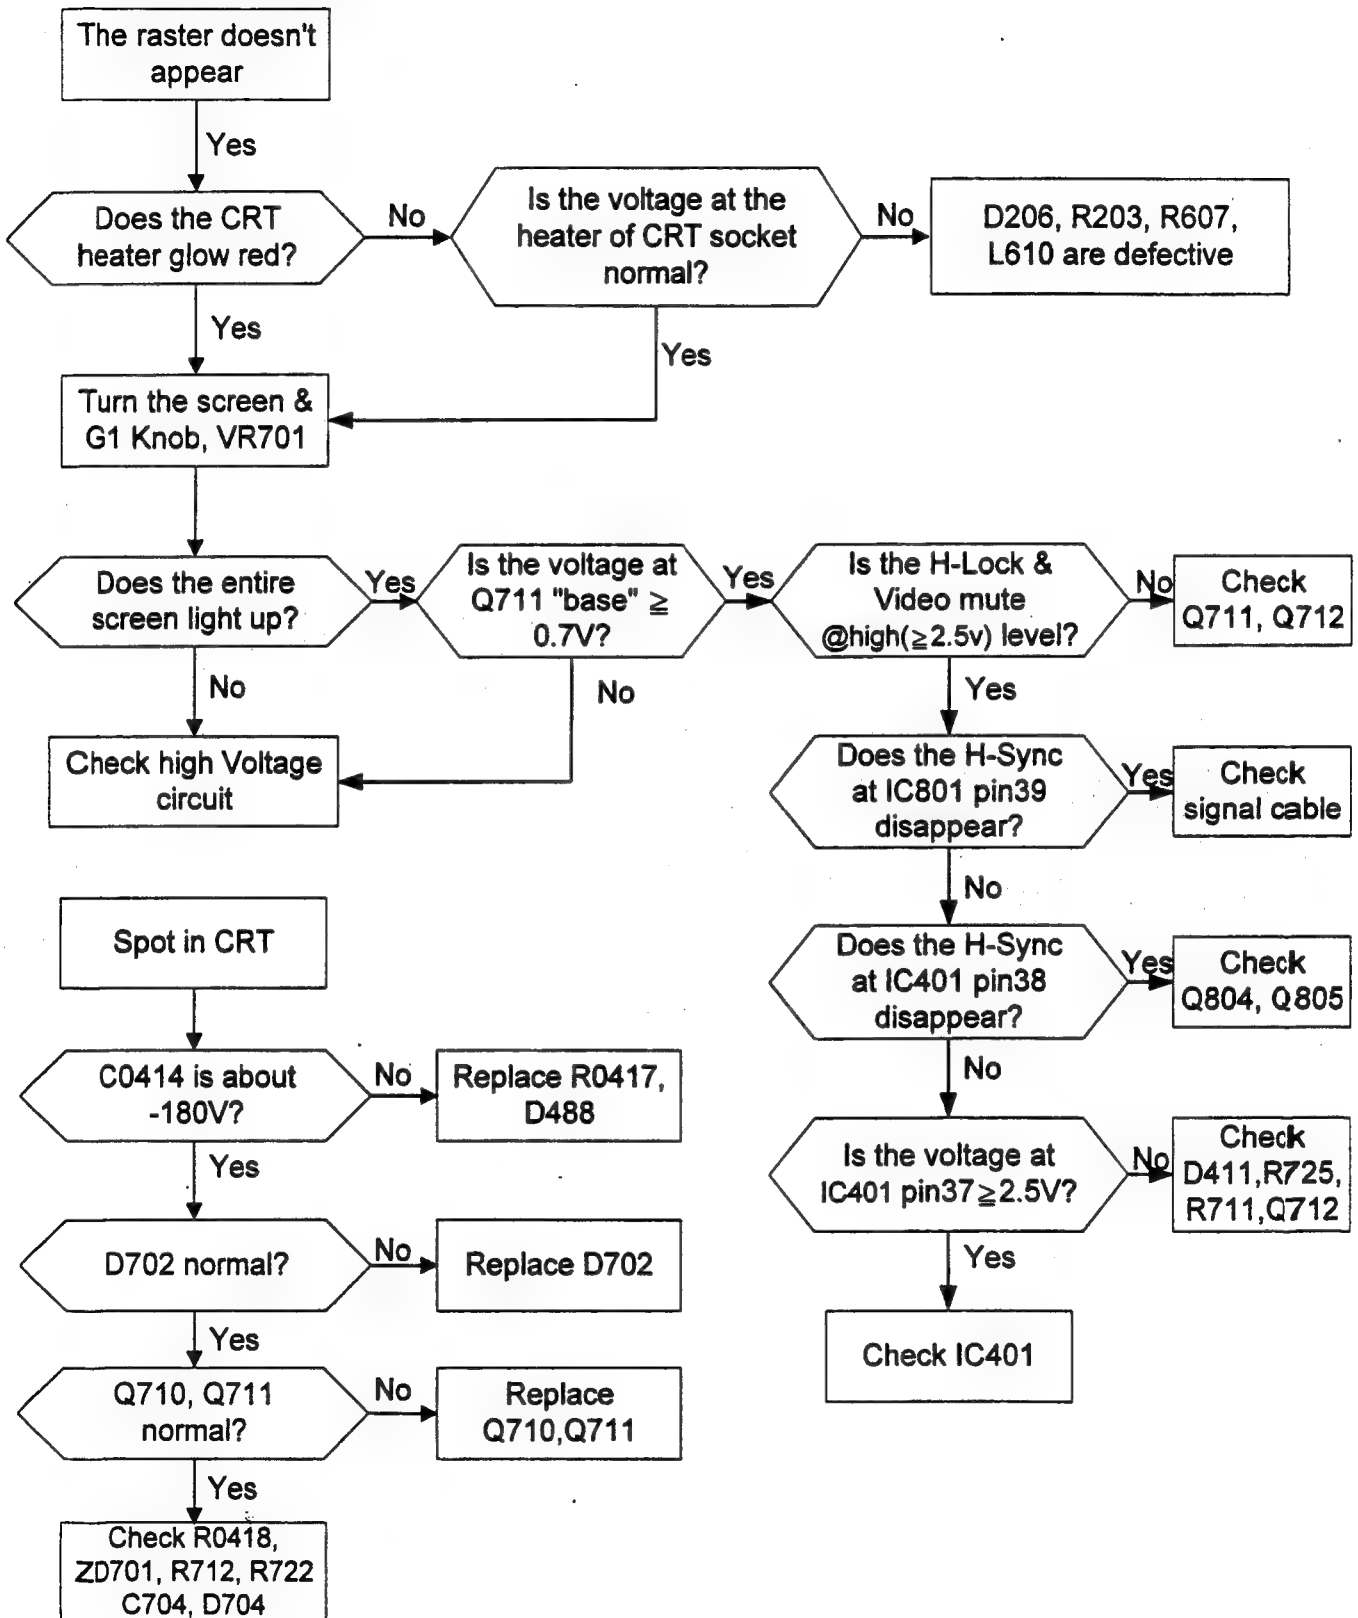 The raster doesn't
appear
Yes
Does the CRT
heater glow red?
No
Is the voltage at the
heater of CRT socket
normal?
No
D206, R203, R607,
L610 are defective
Yes
Yes
Turn the screen &
G1 Knob, VR701
Does the entire
screen light up?
Yes
Is the voltage at
Q711 "base" ≧
0.7V?
Yes
Is the H-Lock &
Video mute
@high(≧2.5v) level?
No
Check
Q711, Q712
No
No
Yes
Check high Voltage
circuit
Does the H-Sync
at IC801 pin39
disappear?
Yes
Check
signal cable
No
Does the H-Sync
at IC401 pin38
disappear?
Yes
Check
Q804, Q805
No
Is the voltage at
IC401 pin37≧2.5V?
No
Check
D411,R725,
R711,Q712
Yes
Check IC401
Spot in CRT
C0414 is about
-180V?
No
Replace R0417,
D488
Yes
D702 normal?
No
Replace D702
Yes
Q710, Q711
normal?
No
Replace
Q710,Q711
Yes
Check R0418,
ZD701, R712, R722
C704, D704